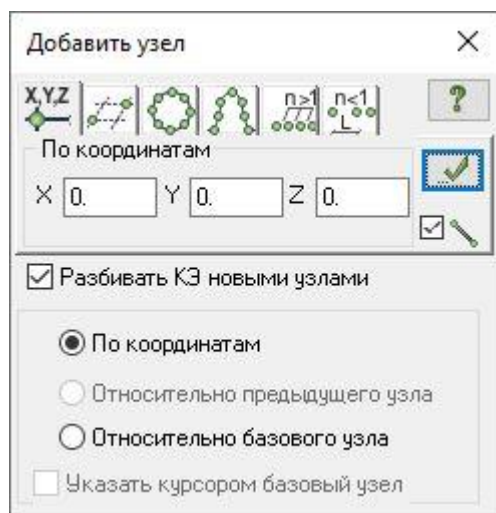 Добавить узел
X,Y,Z n>1 n<1 L ?
По координатам
X 0. Y 0. Z 0.
Разбивать КЭ новыми узлами
По координатам
Относительно предыдущего узла
Относительно базового узла
Указать курсором базовый узел